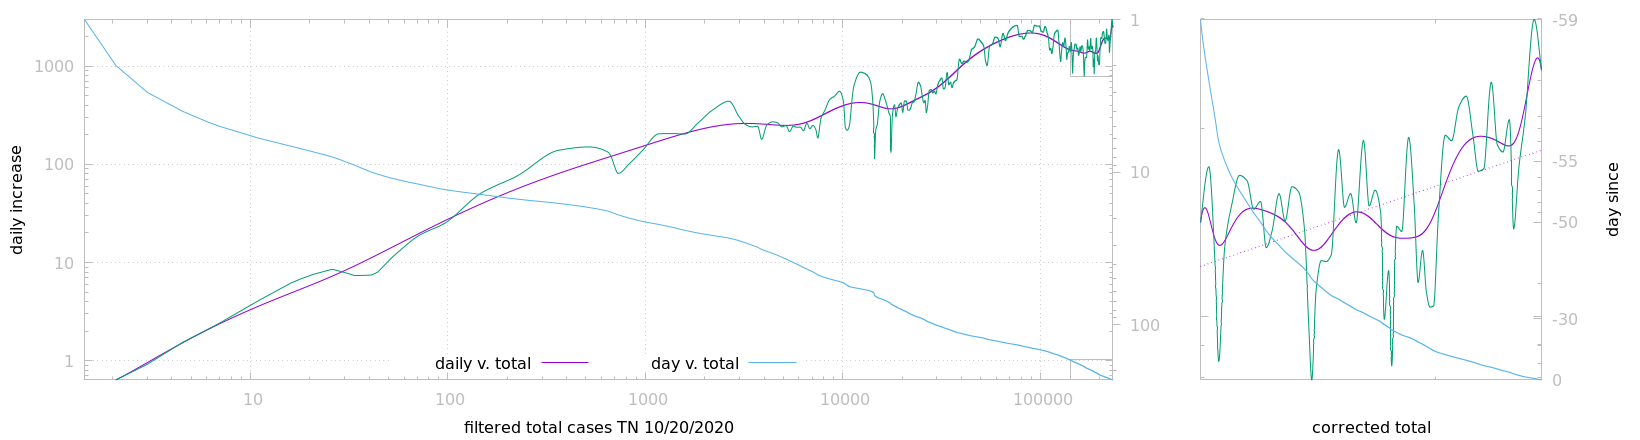 daily increase
1000
100
10
1
10
100
1000
10000
100000
1
10
100
daily v. total
day v. total
filtered total cases TN 10/20/2020
-59
-55
-50
-30
0
day since
corrected total